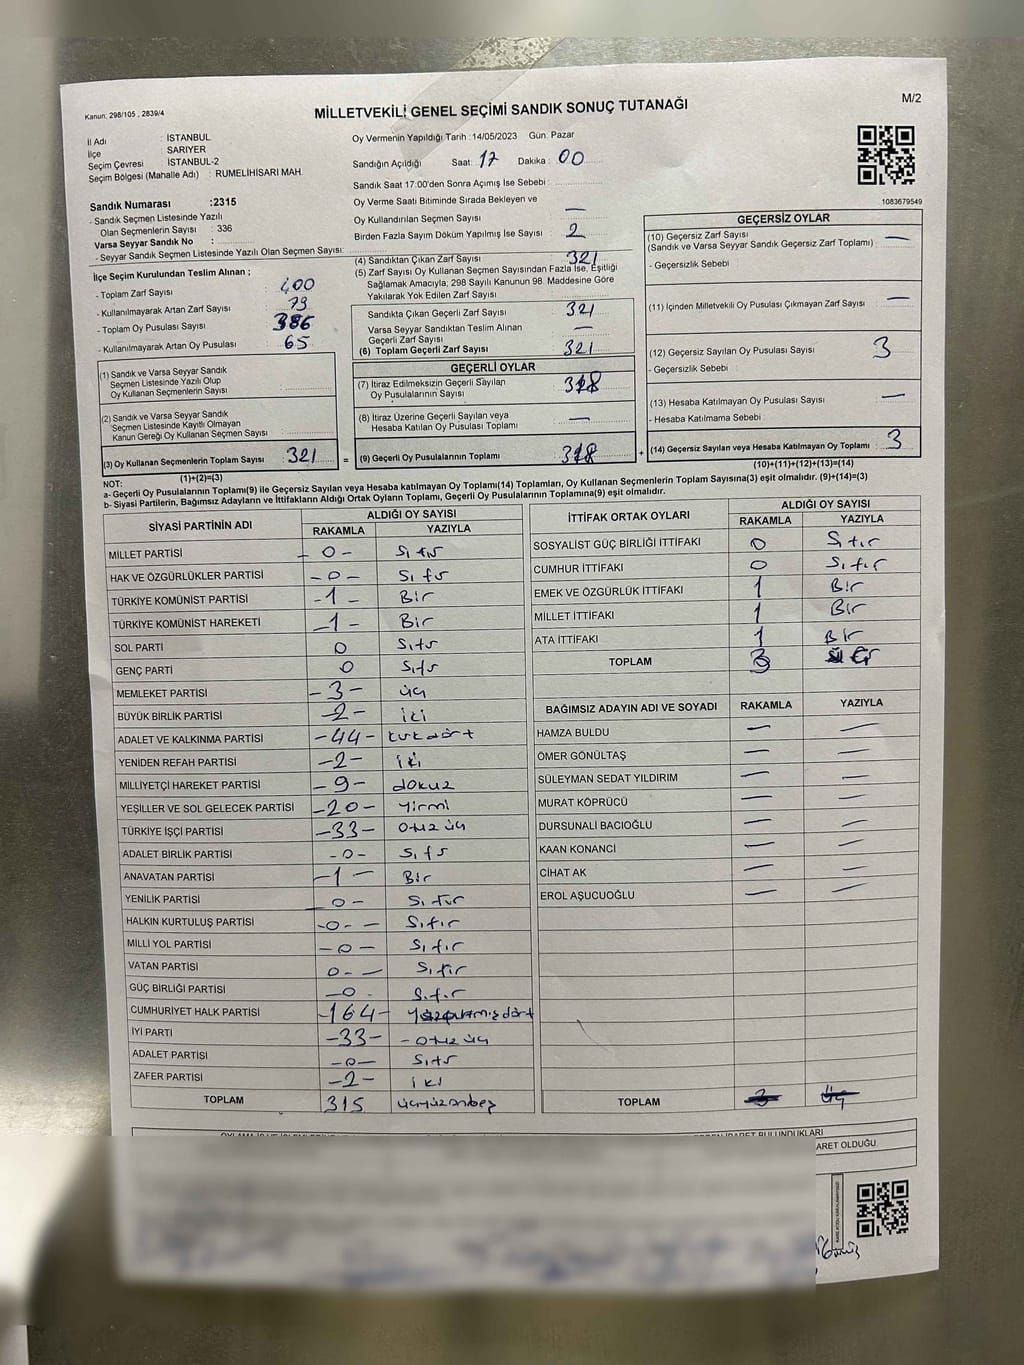 Kanun: 298/105 , 2839/4
MİLLETVEKİLİ GENEL SEÇİMİ SANDIK SONUÇ TUTANAĞI
M/2
İl Adı : İSTANBUL
İlçe : SARIYER
Seçim Çevresi : İSTANBUL-2
Seçim Bölgesi (Mahalle Adı) : RUMELİHİSARI MAH.
Oy Vermenin Yapıldığı Tarih :14/05/2023 Gün: Pazar
Sandığın Açıldığı Saat: 17 Dakika : 00
Sandık Saat 17:00'den Sonra Açımış İse Sebebi :
1083679549
Sandık Numarası :2315
- Sandık Seçmen Listesinde Yazılı
Olan Seçmenlerin Sayısı : 336
Varsa Seyyar Sandık No :
- Seyyar Sandık Seçmen Listesinde Yazılı Olan Seçmen Sayısı:
Oy Verme Saati Bitiminde Sırada Bekleyen ve
Oy Kullandırılan Seçmen Sayısı —
Birden Fazla Sayım Döküm Yapılmış İse Sayısı 2
İlçe Seçim Kurulundan Teslim Alınan ;
- Toplam Zarf Sayısı 400
- Kullanılmayarak Artan Zarf Sayısı 79
- Toplam Oy Pusulası Sayısı 386
- Kullanılmayarak Artan Oy Pusulası 65
(4) Sandıktan Çıkan Zarf Sayısı 321
(5) Zarf Sayısı Oy Kullanan Seçmen Sayısından Fazla İse, Eşitliği
Sağlamak Amacıyla, 298 Sayılı Kanunun 98. Maddesine Göre
Yakılarak Yok Edilen Zarf Sayısı
Sandıkta Çıkan Geçerli Zarf Sayısı 321
Varsa Seyyar Sandıktan Teslim Alınan
Geçerli Zarf Sayısı —
(6) Toplam Geçerli Zarf Sayısı 321
GEÇERLİ OYLAR
(7) İtiraz Edilmeksizin Geçerli Sayılan
Oy Pusulalarının Sayısı 318
(8) İtiraz Üzerine Geçerli Sayılan veya
Hesaba Katılan Oy Pusulası Toplamı —
(9) Geçerli Oy Pusulalarının Toplamı 318
GEÇERSİZ OYLAR
(10) Geçersiz Zarf Sayısı —
(Sandık ve Varsa Seyyar Sandık Geçersiz Zarf Toplamı) :
- Geçersizlik Sebebi :
(11) İçinden Milletvekili Oy Pusulası Çıkmayan Zarf Sayısı —
(12) Geçersiz Sayılan Oy Pusulası Sayısı 3
- Geçersizlik Sebebi :
(13) Hesaba Katılmayan Oy Pusulası Sayısı —
- Hesaba Katılmama Sebebi :
(14) Geçersiz Sayılan veya Hesaba Katılmayan Oy Toplamı 3
(10)+(11)+(12)+(13)=(14)
(1) Sandık ve Varsa Seyyar Sandık
Seçmen Listesinde Yazılı Olup
Oy Kullanan Seçmenlerin Sayısı :
(2) Sandık ve Varsa Seyyar Sandık
Seçmen Listesinde Kayıtlı Olmayan
Kanun Gereği Oy Kullanan Seçmen Sayısı :
(3) Oy Kullanan Seçmenlerin Toplam Sayısı 321 =
(1)+(2)=(3)
NOT:
a- Geçerli Oy Pusulalarının Toplamı(9) ile Geçersiz Sayılan veya Hesaba katılmayan Oy Toplamı(14) Toplamları, Oy Kullanan Seçmenlerin Toplam Sayısına(3) eşit olmalıdır. (9)+(14)=(3)
b- Siyasi Partilerin, Bağımsız Adayların ve İttifakların Aldığı Ortak Oyların Toplamı, Geçerli Oy Pusulalarının Toplamına(9) eşit olmalıdır.
SİYASİ PARTİNİN ADI ALDIĞI OY SAYISI
RAKAMLA YAZIYLA
MİLLET PARTİSİ - 0 - Sıfır
HAK VE ÖZGÜRLÜKLER PARTİSİ - 0 - Sıfır
TÜRKİYE KOMÜNİST PARTİSİ - 1 - Bir
TÜRKİYE KOMÜNİST HAREKETİ - 1 - Bir
SOL PARTİ 0 Sıfır
GENÇ PARTİ 0 Sıfır
MEMLEKET PARTİSİ - 3 - üç
BÜYÜK BİRLİK PARTİSİ - 2 - iki
ADALET VE KALKINMA PARTİSİ - 44 - kırkdört
YENİDEN REFAH PARTİSİ - 2 - iki
MİLLİYETÇİ HAREKET PARTİSİ - 9 - dokuz
YEŞİLLER VE SOL GELECEK PARTİSİ - 20 - yirmi
TÜRKİYE İŞÇİ PARTİSİ - 33 - otuz üç
ADALET BİRLİK PARTİSİ - 0 - Sıfır
ANAVATAN PARTİSİ - 1 - Bir
YENİLİK PARTİSİ - 0 - Sıfır
HALKIN KURTULUŞ PARTİSİ - 0 - Sıfır
MİLLİ YOL PARTİSİ - 0 - Sıfır
VATAN PARTİSİ 0 - Sıfır
GÜÇ BİRLİĞİ PARTİSİ - 0 - Sıfır
CUMHURİYET HALK PARTİSİ - 164 -
İYİ PARTİ - 33 - - otuz üç
ADALET PARTİSİ - 0 - Sıfır
ZAFER PARTİSİ - 2 - iki
TOPLAM 315 üçyüzonbeş
İTTİFAK ORTAK OYLARI ALDIĞI OY SAYISI
RAKAMLA YAZIYLA
SOSYALİST GÜÇ BİRLİĞİ İTTİFAKI 0 Sıfır
CUMHUR İTTİFAKI 0 Sıfır
EMEK VE ÖZGÜRLÜK İTTİFAKI 1 Bir
MİLLET İTTİFAKI 1 Bir
ATA İTTİFAKI 1 Bir
TOPLAM 3
BAĞIMSIZ ADAYIN ADI VE SOYADI RAKAMLA YAZIYLA
HAMZA BULDU — —
ÖMER GÖNÜLTAŞ — —
SÜLEYMAN SEDAT YILDIRIM — —
MURAT KÖPRÜCÜ — —
DURSUNALİ BACIOĞLU — —
KAAN KONANCİ — —
CİHAT AK — —
EROL AŞUCUOĞLU — —
TOPLAM 3 üç
ARET OLDUĞU